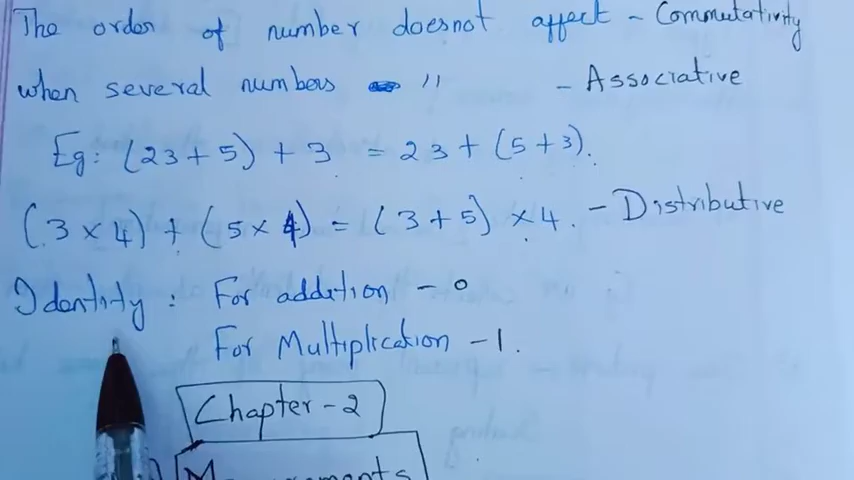 The order of number doesnot affect - Commutativity
when several numbers " - Associative
Eg: (23 + 5) + 3 = 23 + (5 + 3).
(3 × 4) + (5 × 4) = (3 + 5) × 4. - Distributive
Identity : For addition - 0
For Multiplication - 1.
Chapter - 2